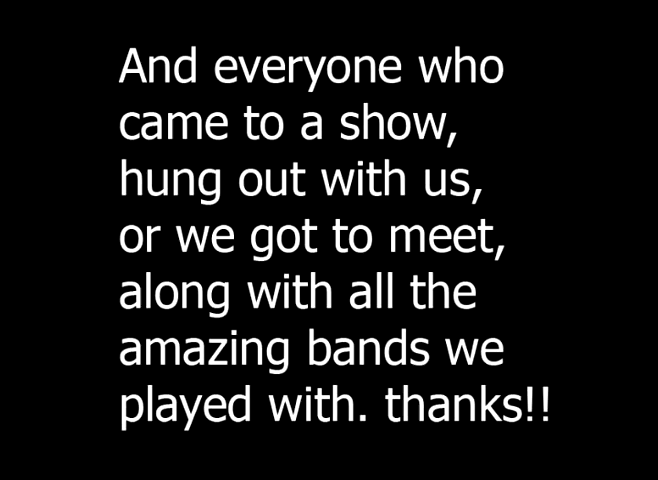 And everyone who
came to a show,
hung out with us,
or we got to meet,
along with all the
amazing bands we
played with. thanks!!